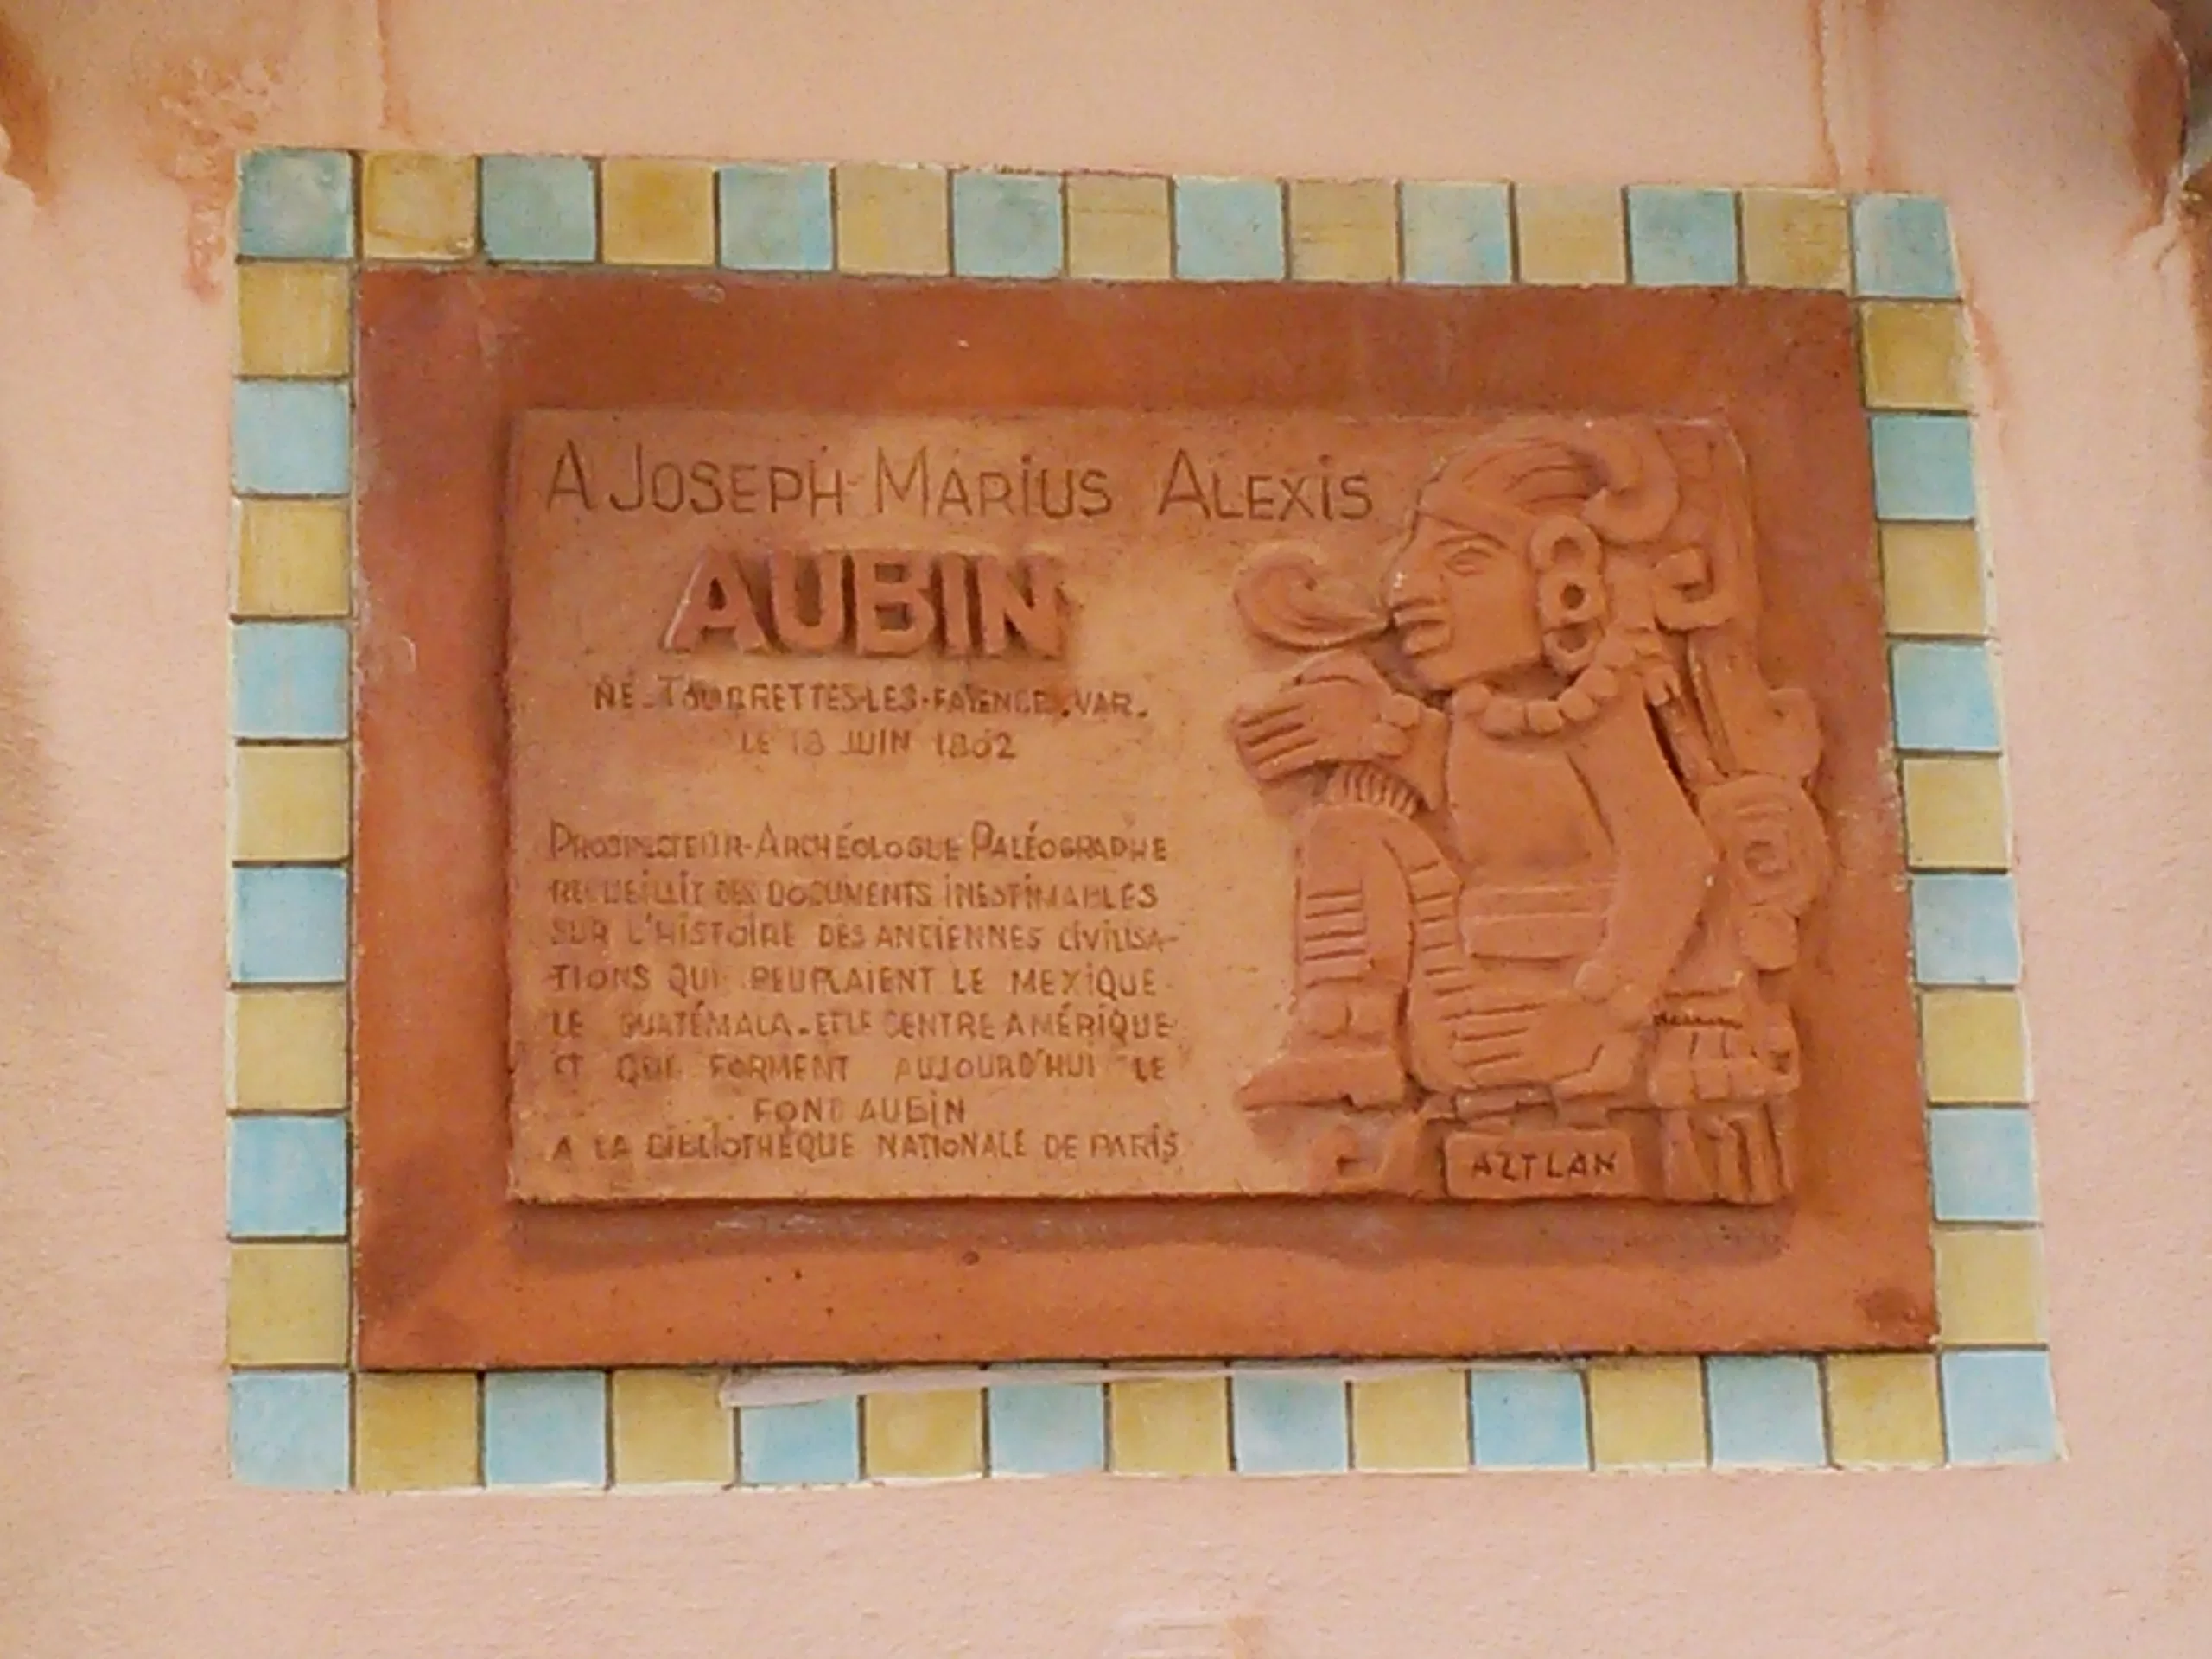 A JOSEPH-MARIUS ALEXIS
AUBIN
NÉ TOURRETTES-LES-FAYENCE.VAR.
LE 18 JUIN 1802
PROSPECTEUR-ARCHÉOLOGUE PALÉOGRAPHE
RECUEILLIT DES DOCUMENTS INESTIMABLES
SUR L'HISTOIRE DES ANCIENNES CIVILISA-
TIONS QUI PEUPLAIENT LE MEXIQUE-
LE GUATÉMALA-ET LE CENTRE AMÉRIQUE
ET QUI FORMENT AUJOURD'HUI LE
FOND AUBIN
A LA BIBLIOTHÈQUE NATIONALE DE PARIS
AZTLAN